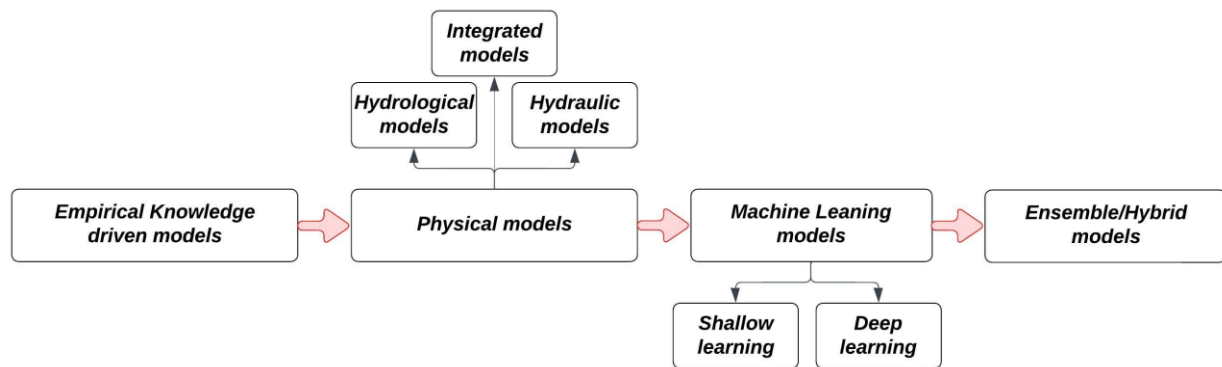 Integrated
models
Hydrological
models
Hydraulic
models
Empirical Knowledge
driven models
Physical models
Machine Leaning
models
Ensemble/Hybrid
models
Shallow
learning
Deep
learning